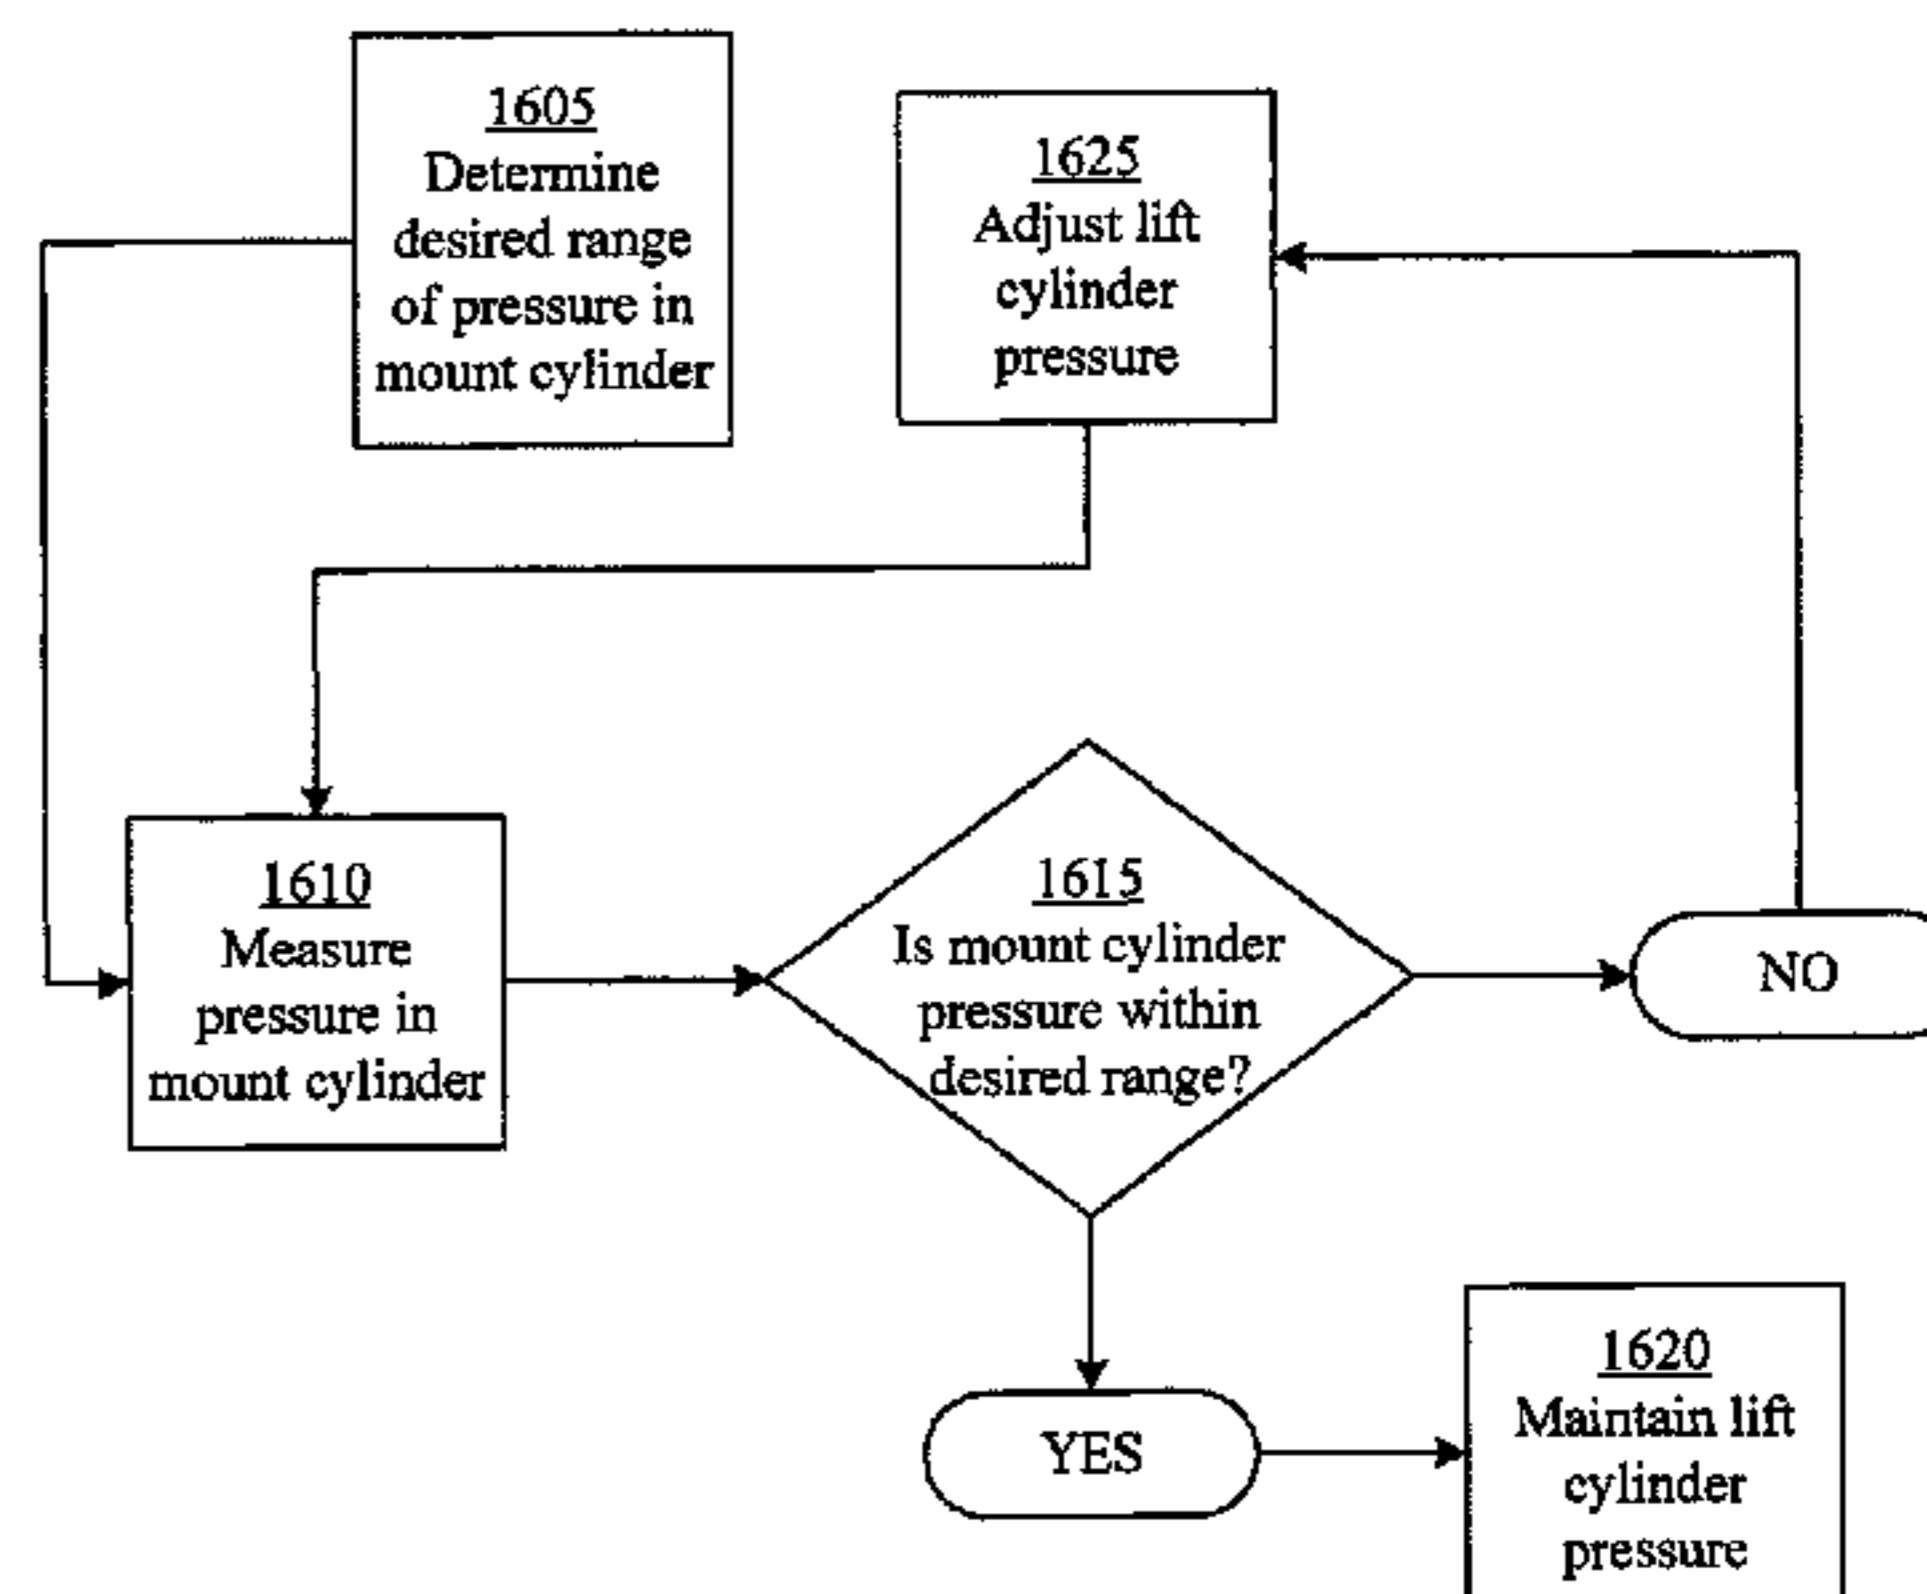 1605
Determine
desired range
of pressure in
mount cylinder
1625
Adjust lift
cylinder
pressure
1610
Measure
pressure in
mount cylinder
1615
Is mount cylinder
pressure within
desired range?
NO
YES
1620
Maintain lift
cylinder
pressure